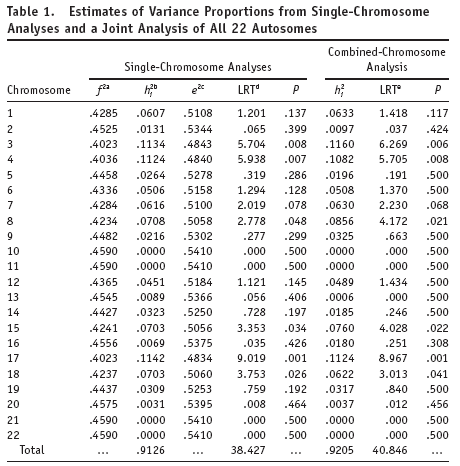 Table 1. Estimates of Variance Proportions from Single-Chromosome
Analyses and a Joint Analysis of All 22 Autosomes
Combined-Chromosome
Single-Chromosome Analyses Analysis
Chromosome f²ᵃ hᵢ²ᵇ e²ᶜ LRTᵈ P hᵢ² LRTᵉ P
1 .4285 .0607 .5108 1.201 .137 .0633 1.418 .117
2 .4525 .0131 .5344 .065 .399 .0097 .037 .424
3 .4023 .1134 .4843 5.704 .008 .1160 6.269 .006
4 .4036 .1124 .4840 5.938 .007 .1082 5.705 .008
5 .4458 .0264 .5278 .319 .286 .0196 .191 .500
6 .4336 .0506 .5158 1.294 .128 .0508 1.370 .500
7 .4284 .0616 .5100 2.019 .078 .0630 2.230 .068
8 .4234 .0708 .5058 2.778 .048 .0856 4.172 .021
9 .4482 .0216 .5302 .277 .299 .0325 .663 .500
10 .4590 .0000 .5410 .000 .500 .0000 .000 .500
11 .4590 .0000 .5410 .000 .500 .0000 .000 .500
12 .4365 .0451 .5184 1.121 .145 .0489 1.434 .500
13 .4545 .0089 .5366 .056 .406 .0006 .000 .500
14 .4427 .0323 .5250 .728 .197 .0185 .246 .500
15 .4241 .0703 .5056 3.353 .034 .0760 4.028 .022
16 .4556 .0069 .5375 .035 .426 .0180 .251 .308
17 .4023 .1142 .4834 9.019 .001 .1124 8.967 .001
18 .4237 .0703 .5060 3.753 .026 .0622 3.013 .041
19 .4437 .0309 .5253 .759 .192 .0317 .840 .500
20 .4575 .0031 .5395 .008 .464 .0037 .012 .456
21 .4590 .0000 .5410 .000 .500 .0000 .000 .500
22 .4590 .0000 .5410 .000 .500 .0000 .000 .500
Total ... .9126 ... 38.427 ... .9205 40.846 ...